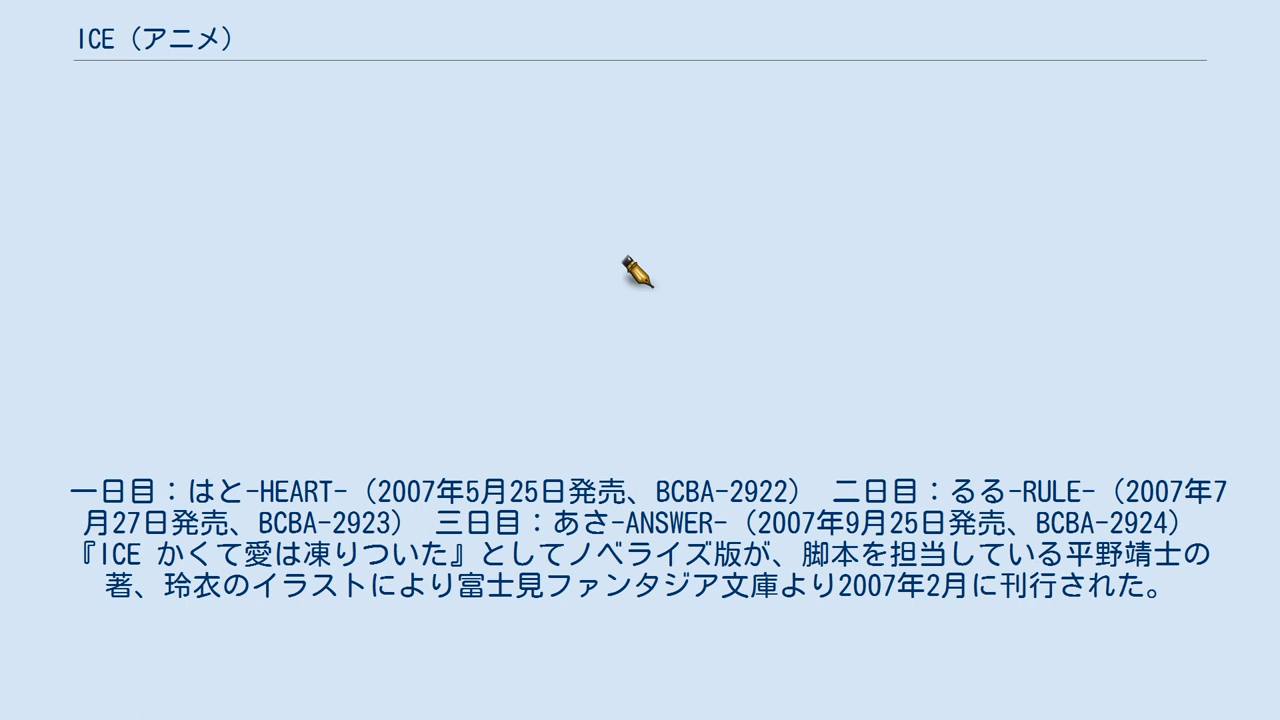 ICE（アニメ）
一日目：はと-HEART-（2007年5月25日発売、BCBA-2922） 二日目：るる-RULE-（2007年7
月27日発売、BCBA-2923） 三日目：あさ-ANSWER-（2007年9月25日発売、BCBA-2924）
『ICE かくて愛は凍りついた』としてノベライズ版が、脚本を担当している平野靖士の
著、玲衣のイラストにより富士見ファンタジア文庫より2007年2月に刊行された。